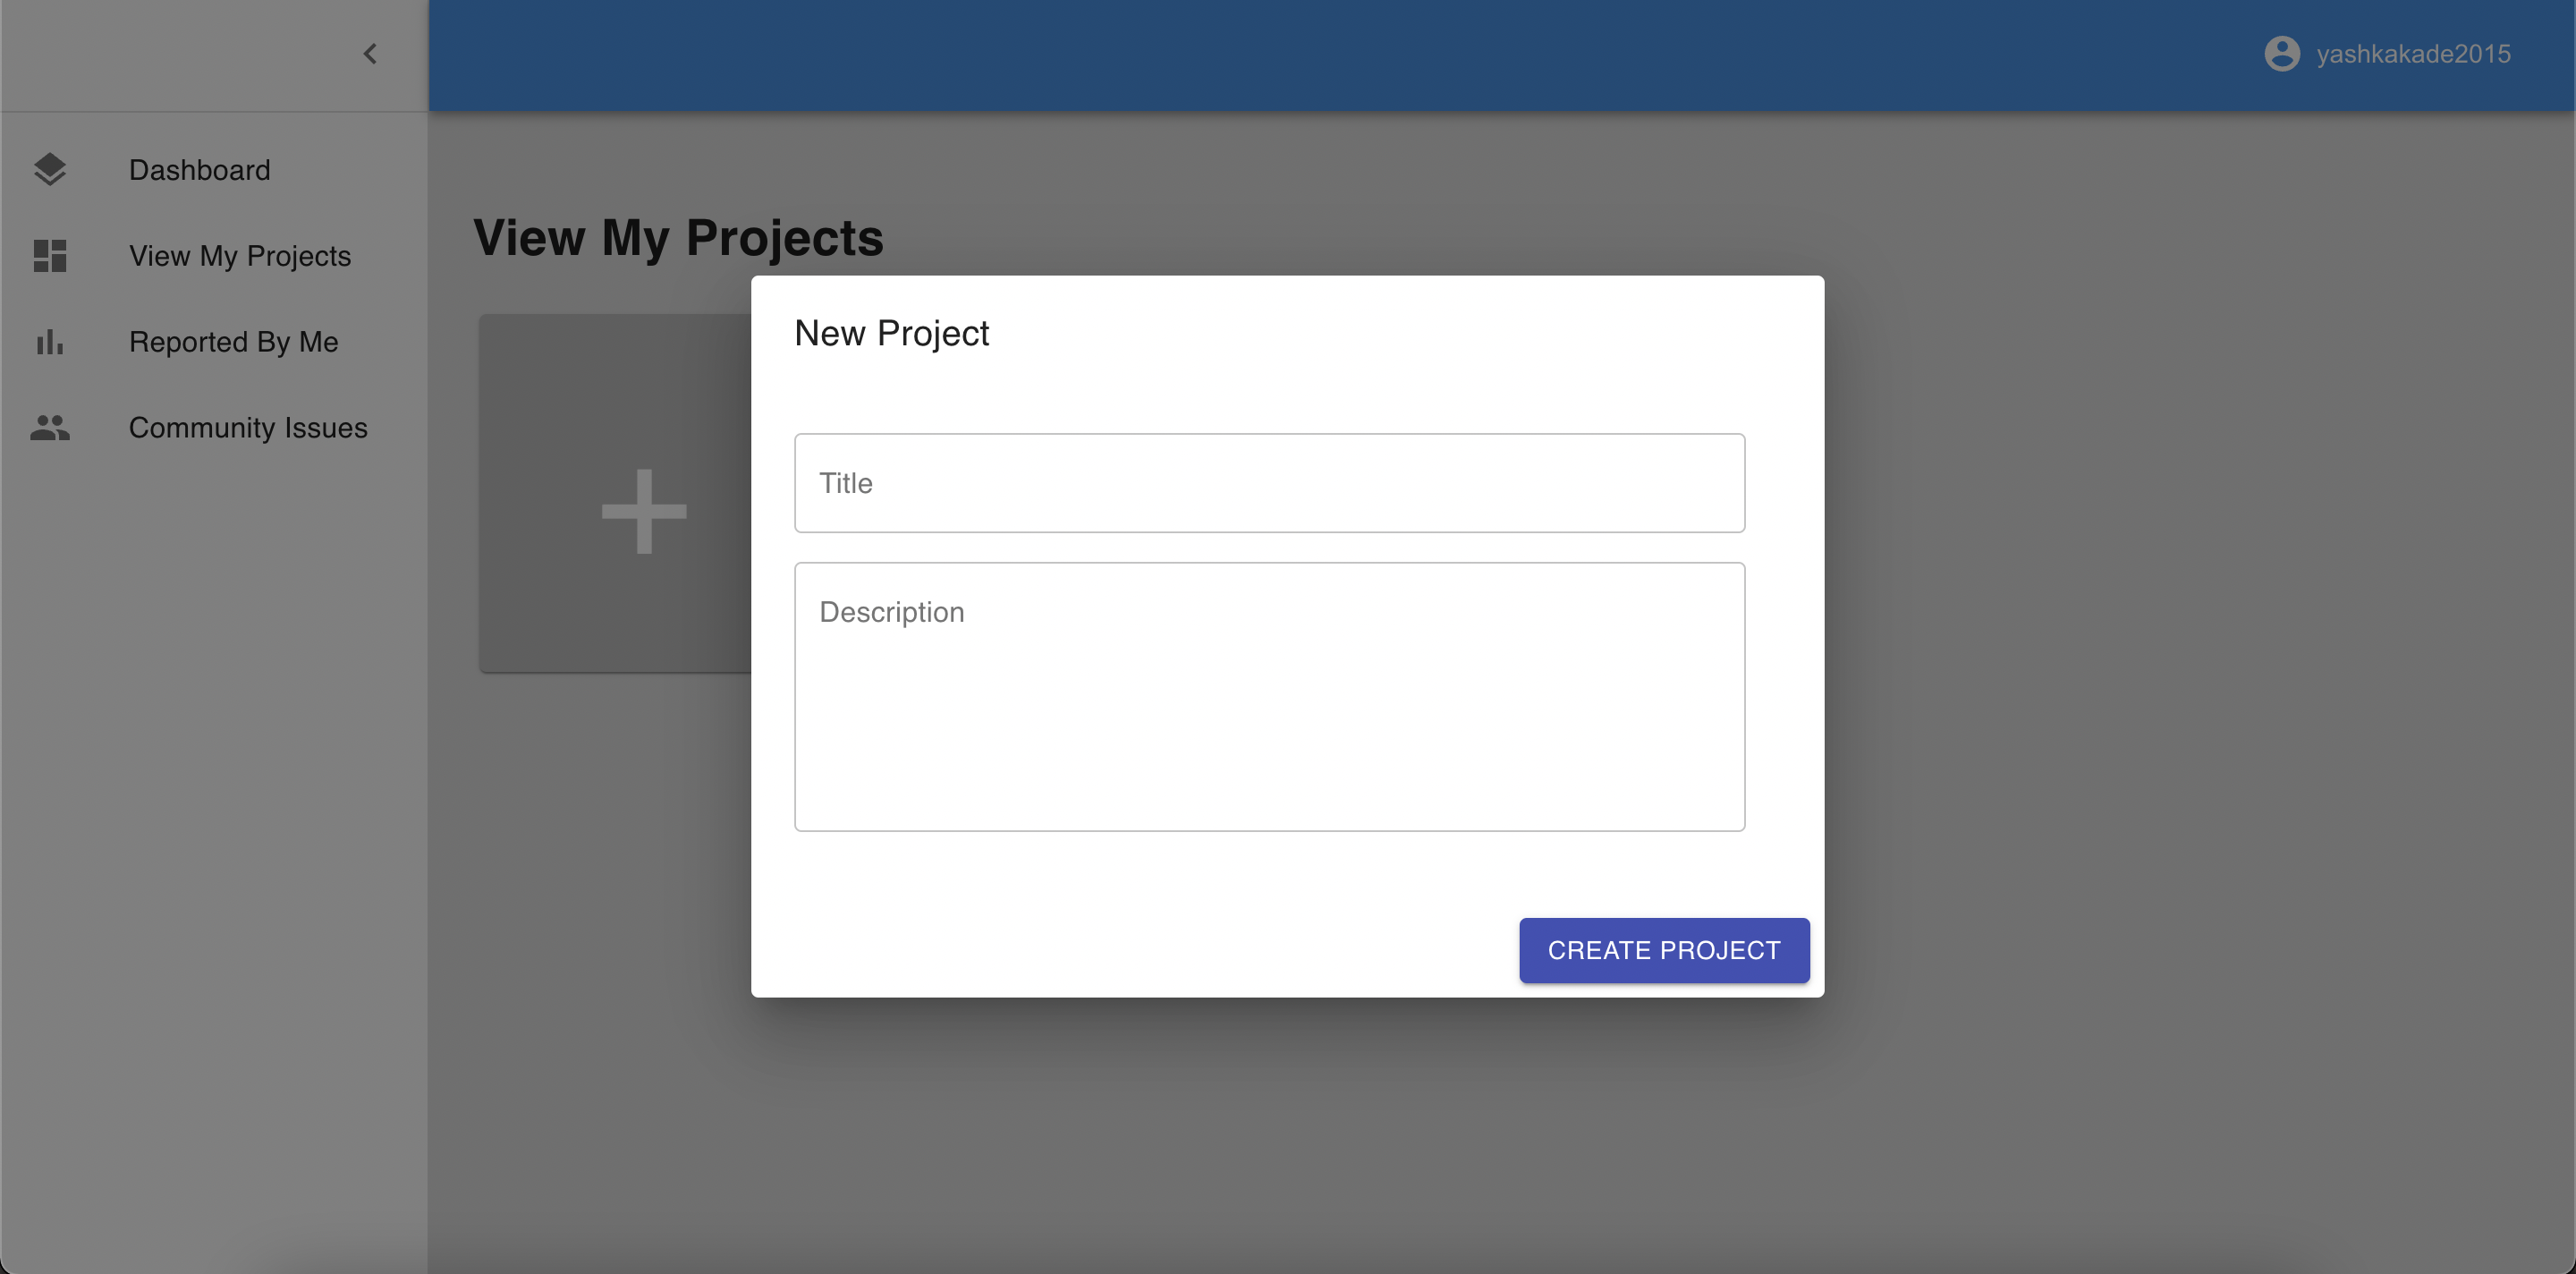 yashkakade2015
Dashboard
View My Projects
Reported By Me
Community Issues
View My Projects
New Project
Title
Description
CREATE PROJECT